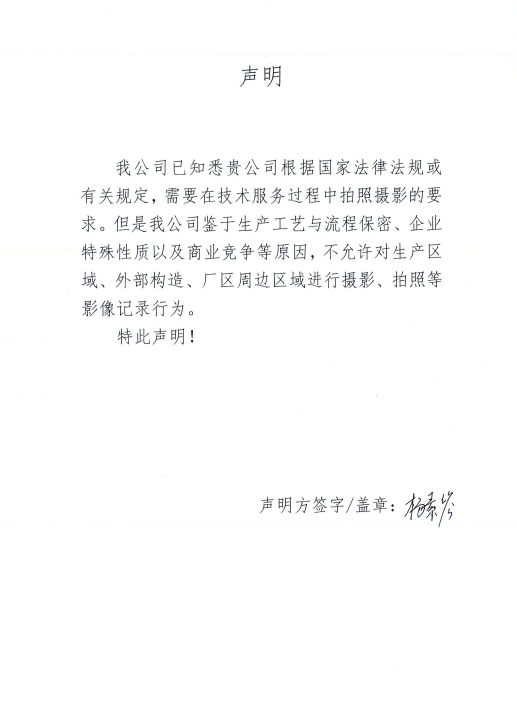 声明
我公司已知悉贵公司根据国家法律法规或
有关规定，需要在技术服务过程中拍照摄影的要
求。但是我公司鉴于生产工艺与流程保密、企业
特殊性质以及商业竞争等原因，不允许对生产区
域、外部构造、厂区周边区域进行摄影、拍照等
影像记录行为。
特此声明！
声明方签字/盖章：